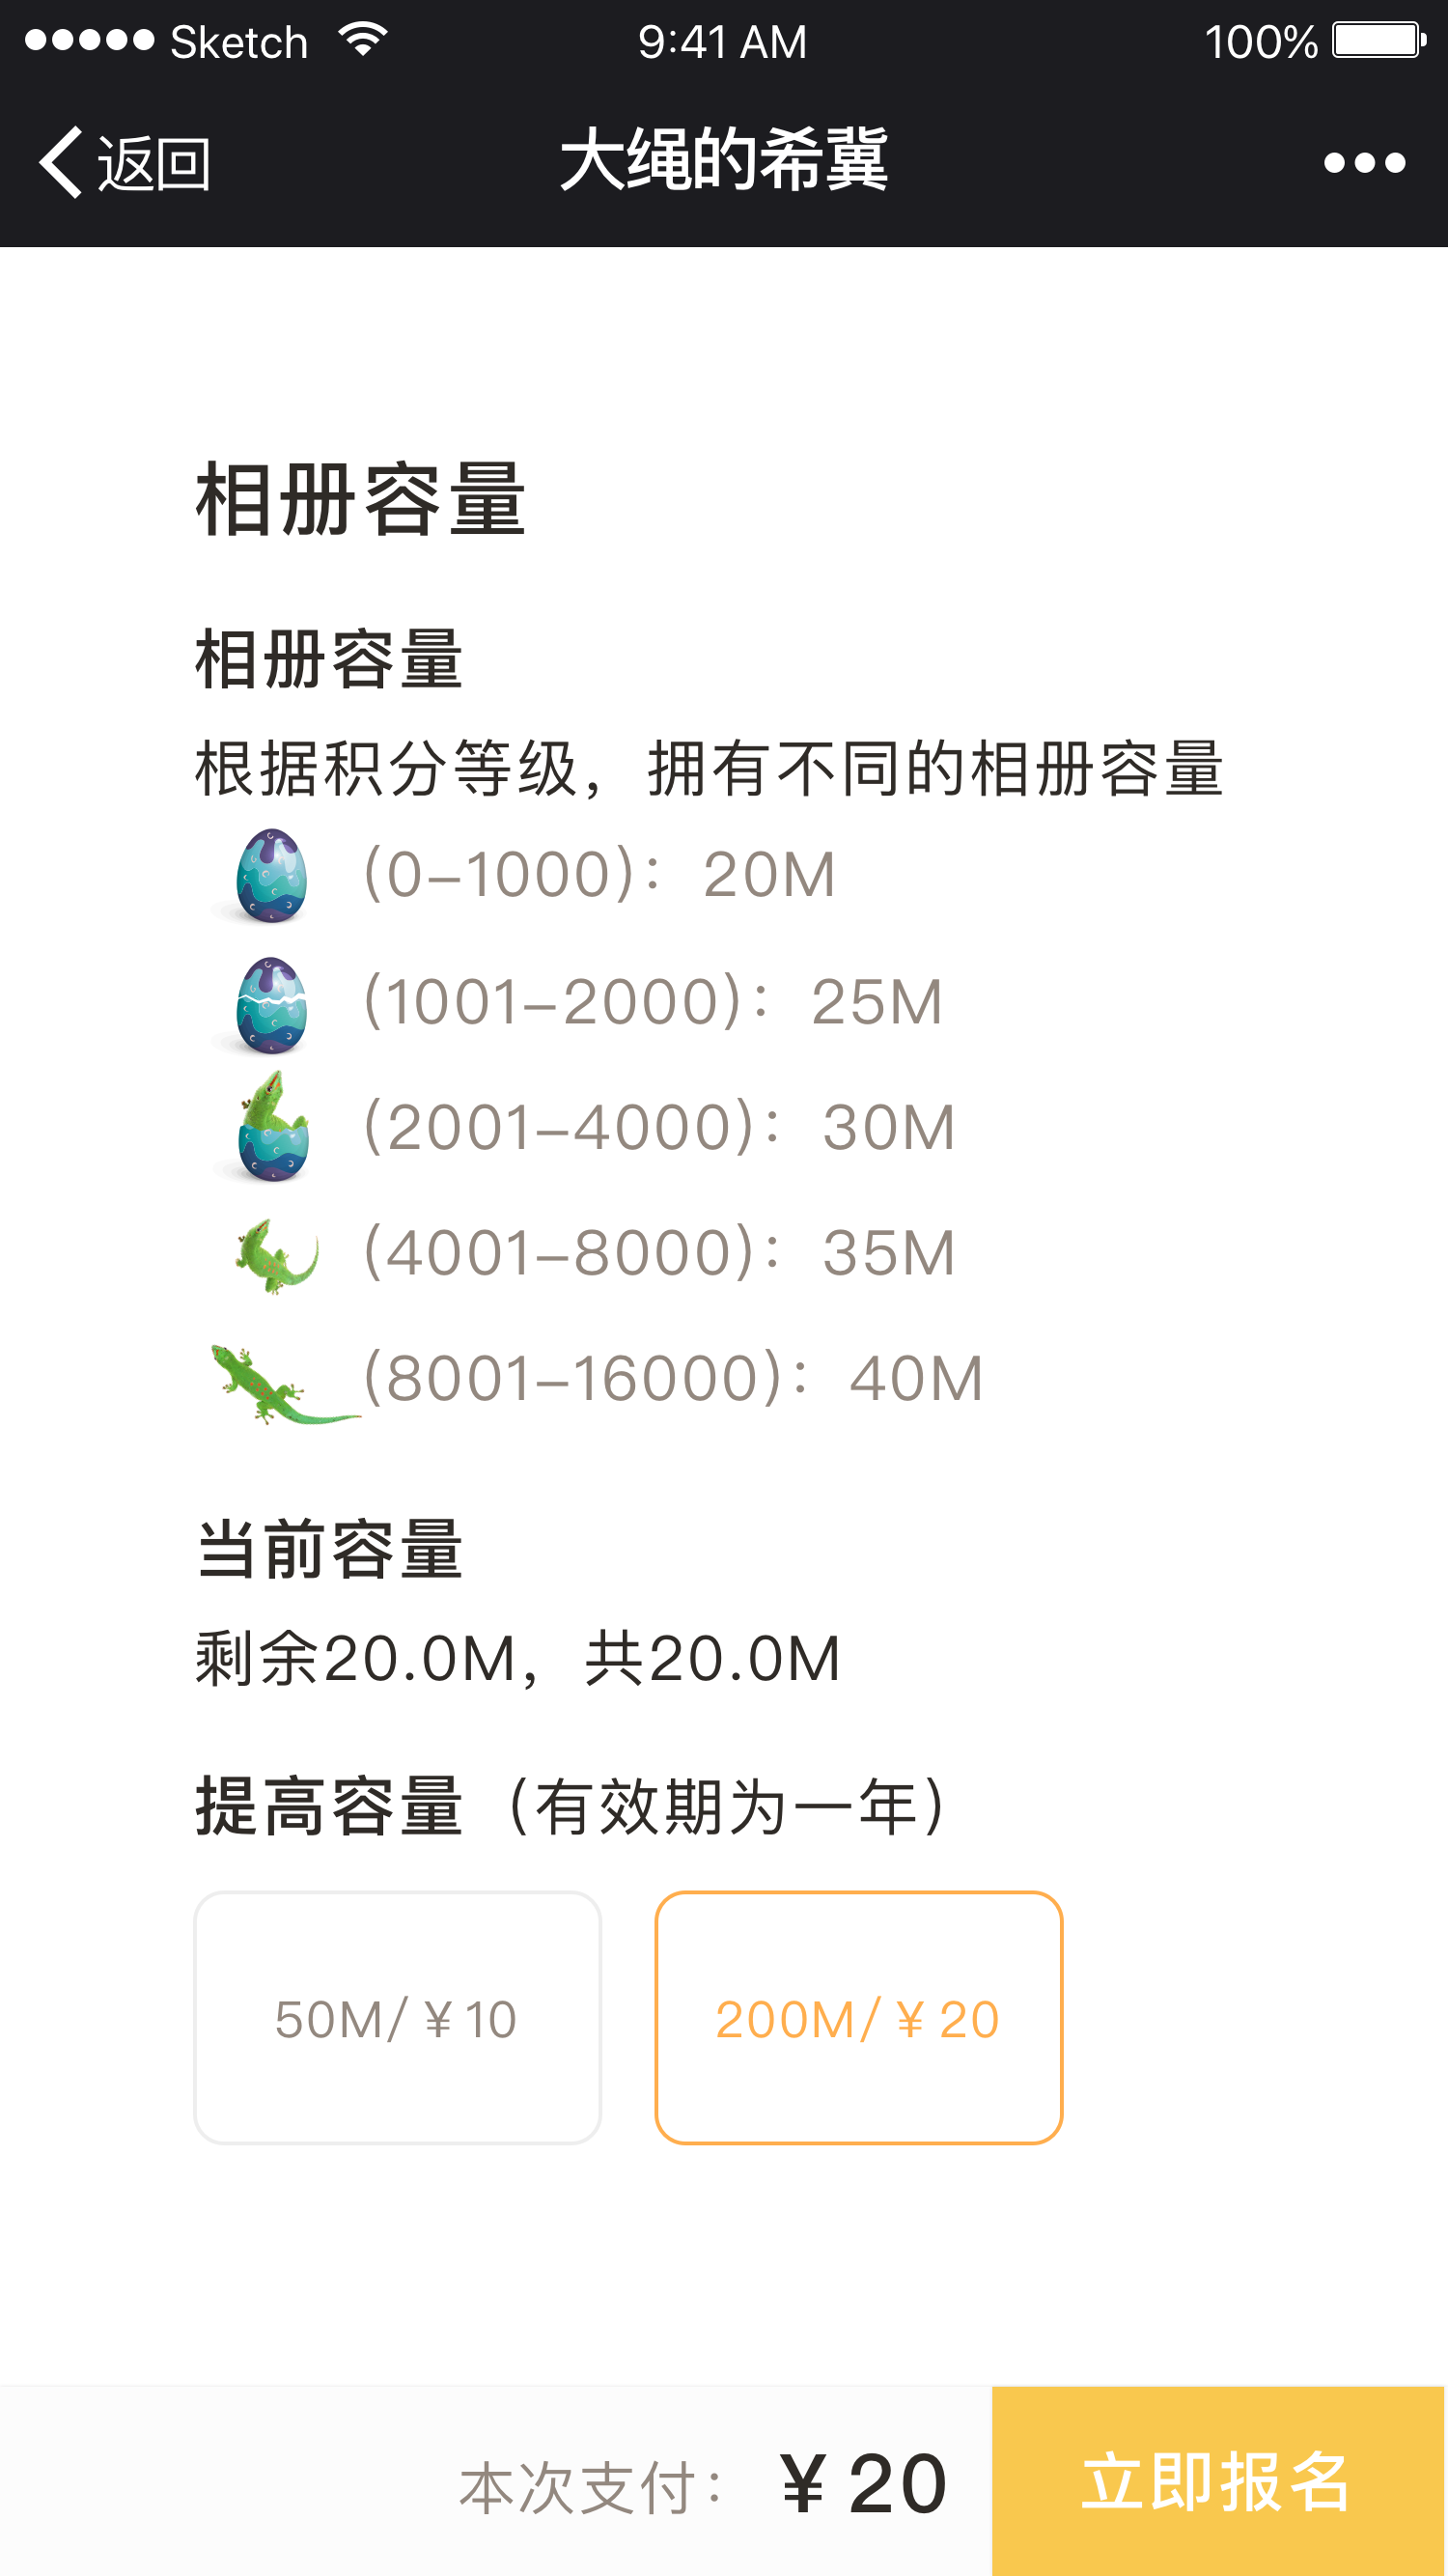 Sketch 9:41 AM 100%
返回 大绳的希冀
相册容量
相册容量
根据积分等级，拥有不同的相册容量
(0-1000)：20M
(1001-2000)：25M
(2001-4000)：30M
(4001-8000)：35M
(8001-16000)：40M
当前容量
剩余20.0M，共20.0M
提高容量（有效期为一年）
50M/￥10 200M/￥20
本次支付：￥20 立即报名